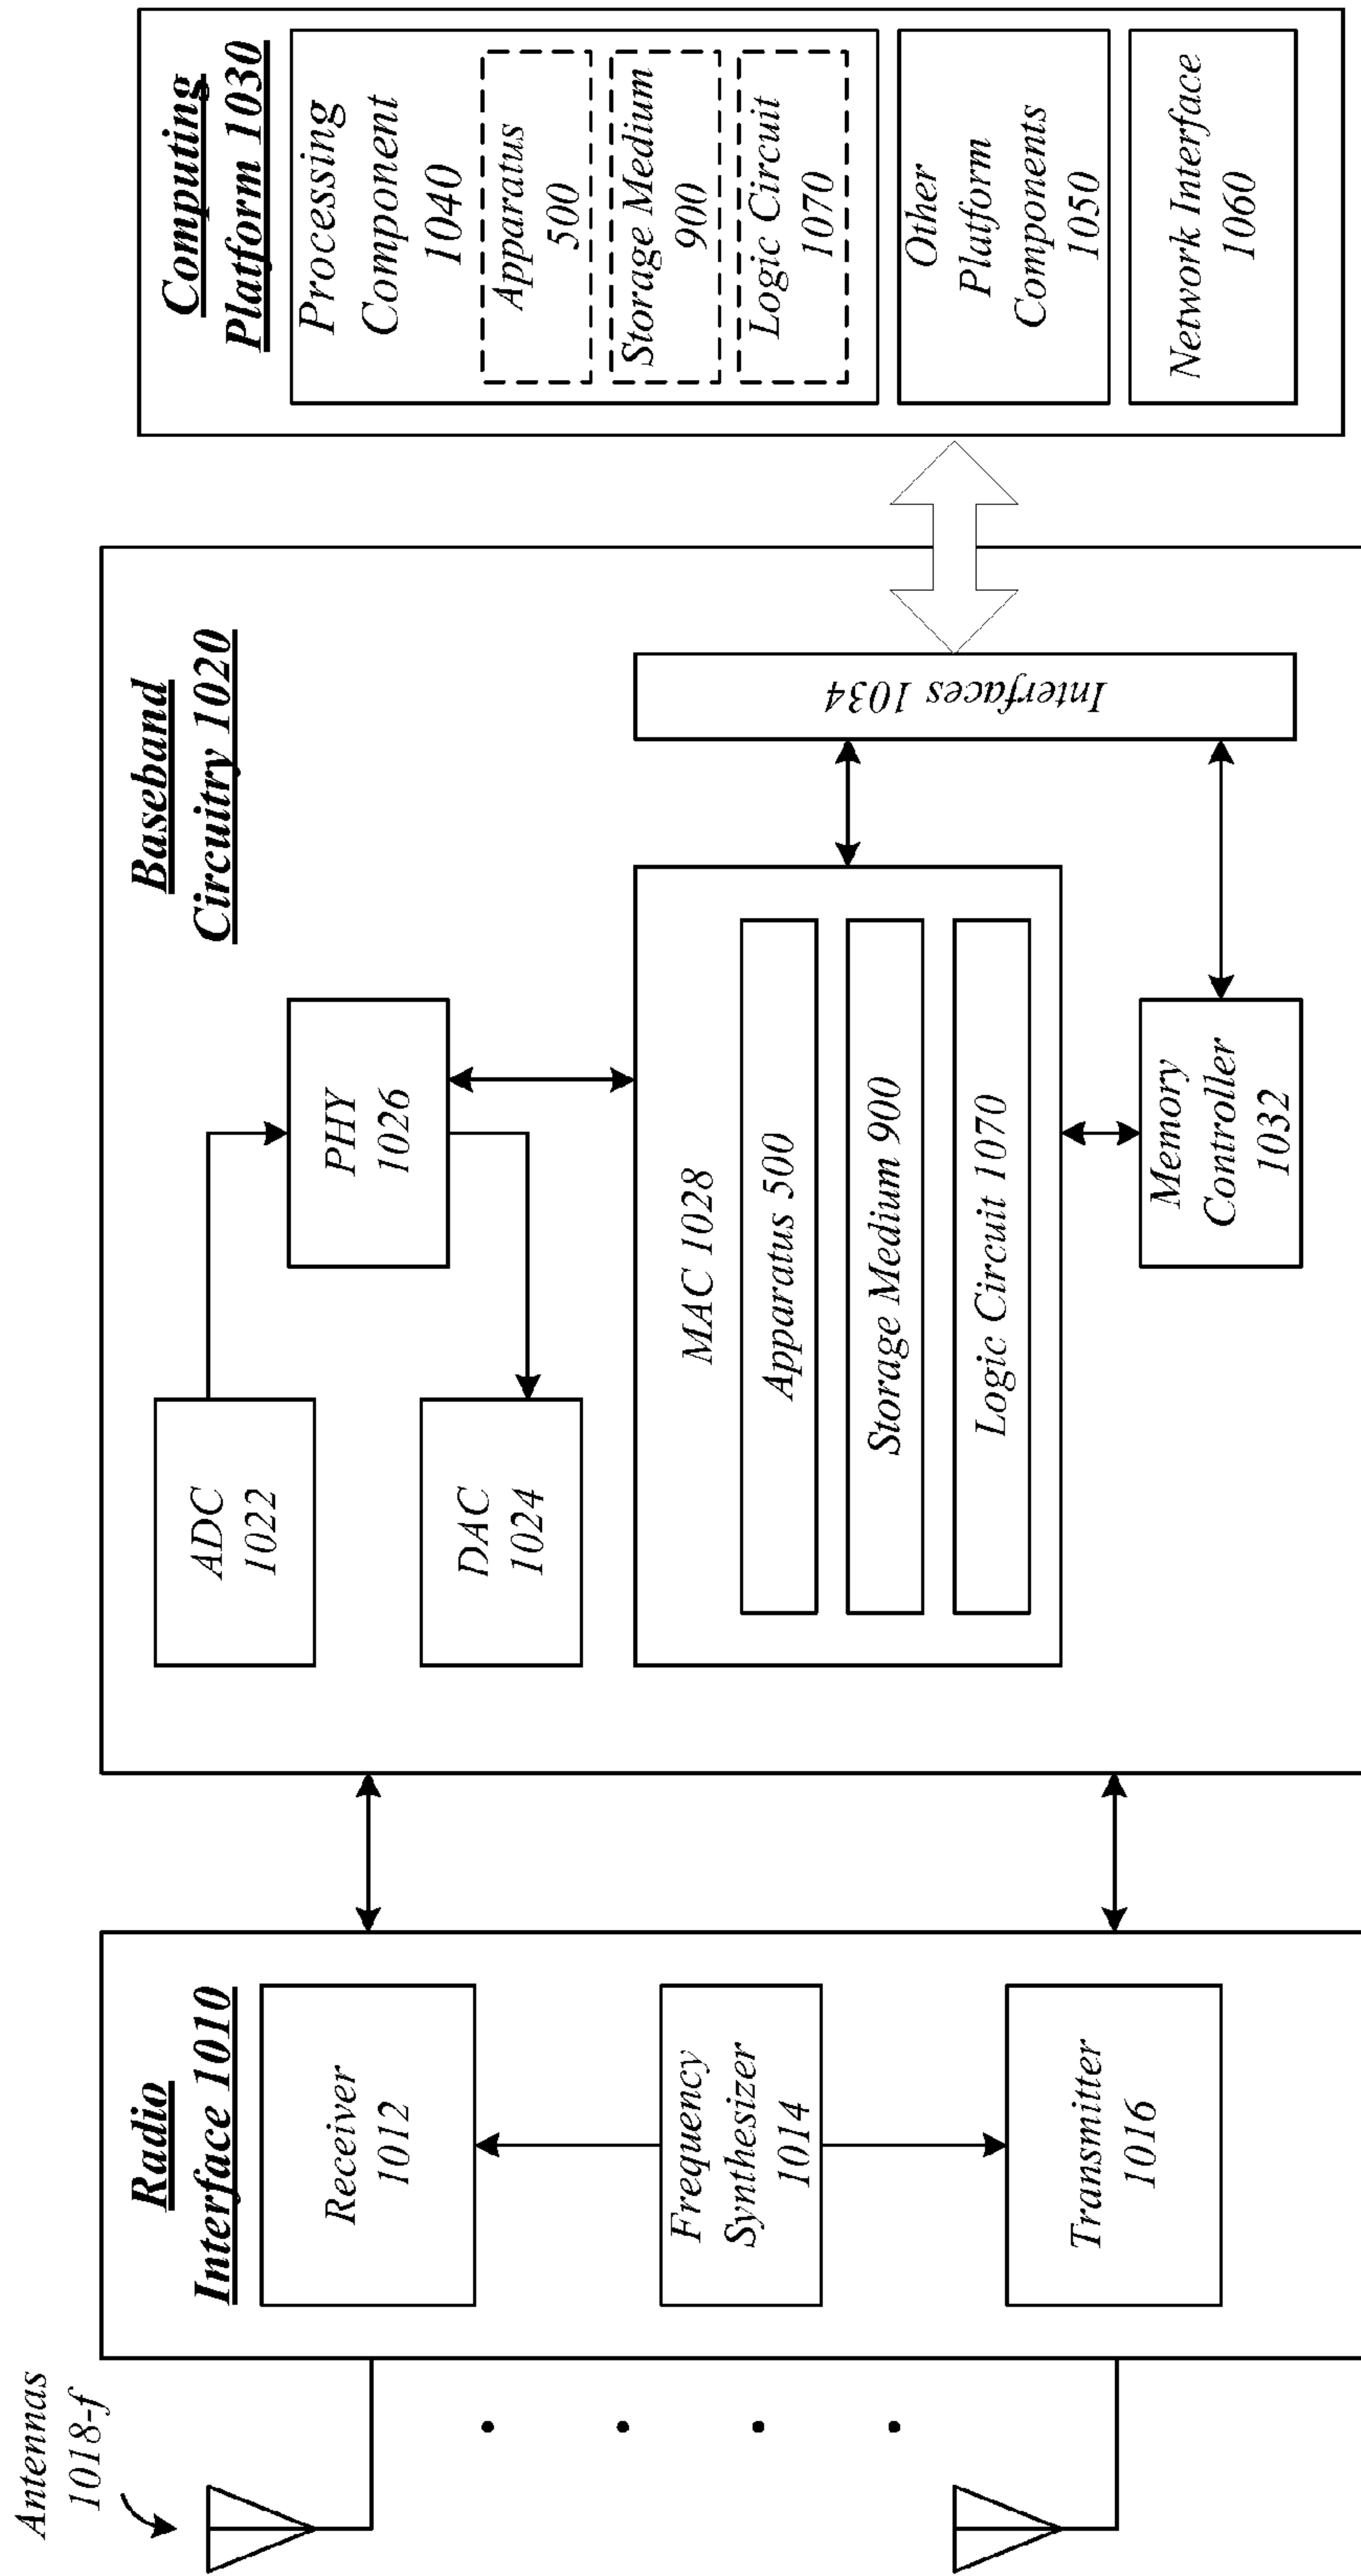 Antennas
1018-f
Radio
Interface 1010
Receiver
1012
Frequency
Synthesizer
1014
Transmitter
1016
Baseband
Circuitry 1020
ADC
1022
DAC
1024
PHY
1026
MAC 1028
Apparatus 500
Storage Medium 900
Logic Circuit 1070
Memory
Controller
1032
Interfaces 1034
Computing
Platform 1030
Processing
Component
1040
Apparatus
500
Storage Medium
900
Logic Circuit
1070
Other
Platform
Components
1050
Network Interface
1060